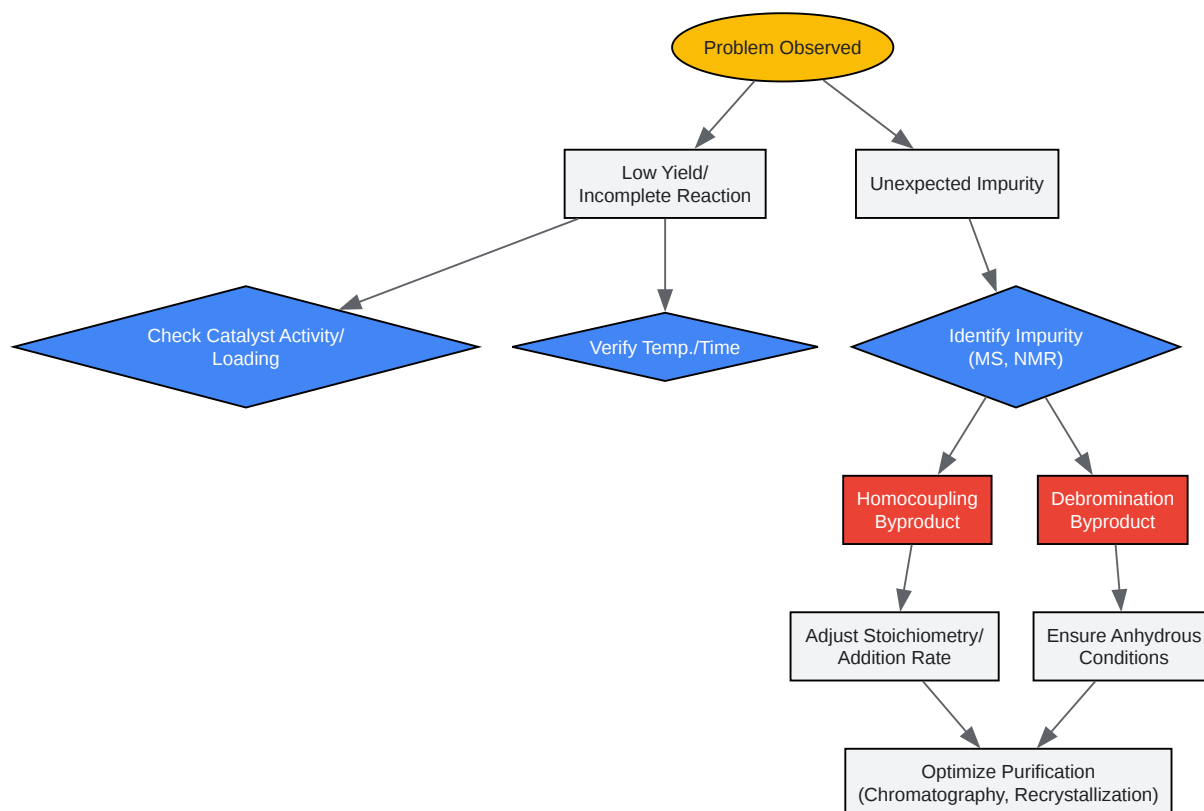 Problem Observed
Low Yield/
Incomplete Reaction
Unexpected Impurity
Check Catalyst Activity/
Loading
Verify Temp./Time
Identify Impurity
(MS, NMR)
Homocoupling
Byproduct
Debromination
Byproduct
Adjust Stoichiometry/
Addition Rate
Ensure Anhydrous
Conditions
Optimize Purification
(Chromatography, Recrystallization)